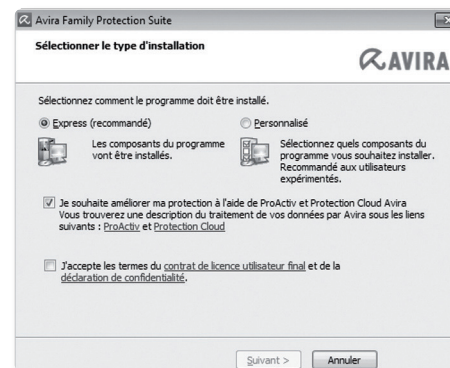 Avira Family Protection Suite
Sélectionner le type d'installation
AVIRA
Sélectionnez comment le programme doit être installé.
Express (recommandé)
Les composants du programme
vont être installés.
Personnalisé
Sélectionnez quels composants du
programme vous souhaitez installer.
Recommandé aux utilisateurs
expérimentés.
Je souhaite améliorer ma protection à l'aide de ProActiv et Protection Cloud Avira
Vous trouverez une description du traitement de vos données par Avira sous les liens
suivants : ProActiv et Protection Cloud
J'accepte les termes du contrat de licence utilisateur final et de la
déclaration de confidentialité.
Suivant >
Annuler